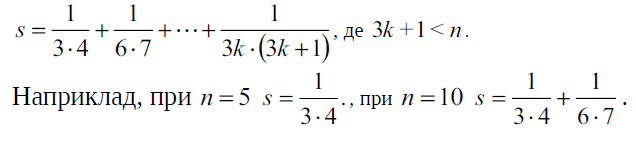 s = 1/(3·4) + 1/(6·7) + ··· + 1/(3k·(3k+1)), де 3k+1 < n.
Наприклад, при n = 5 s = 1/(3·4)., при n = 10 s = 1/(3·4) + 1/(6·7).